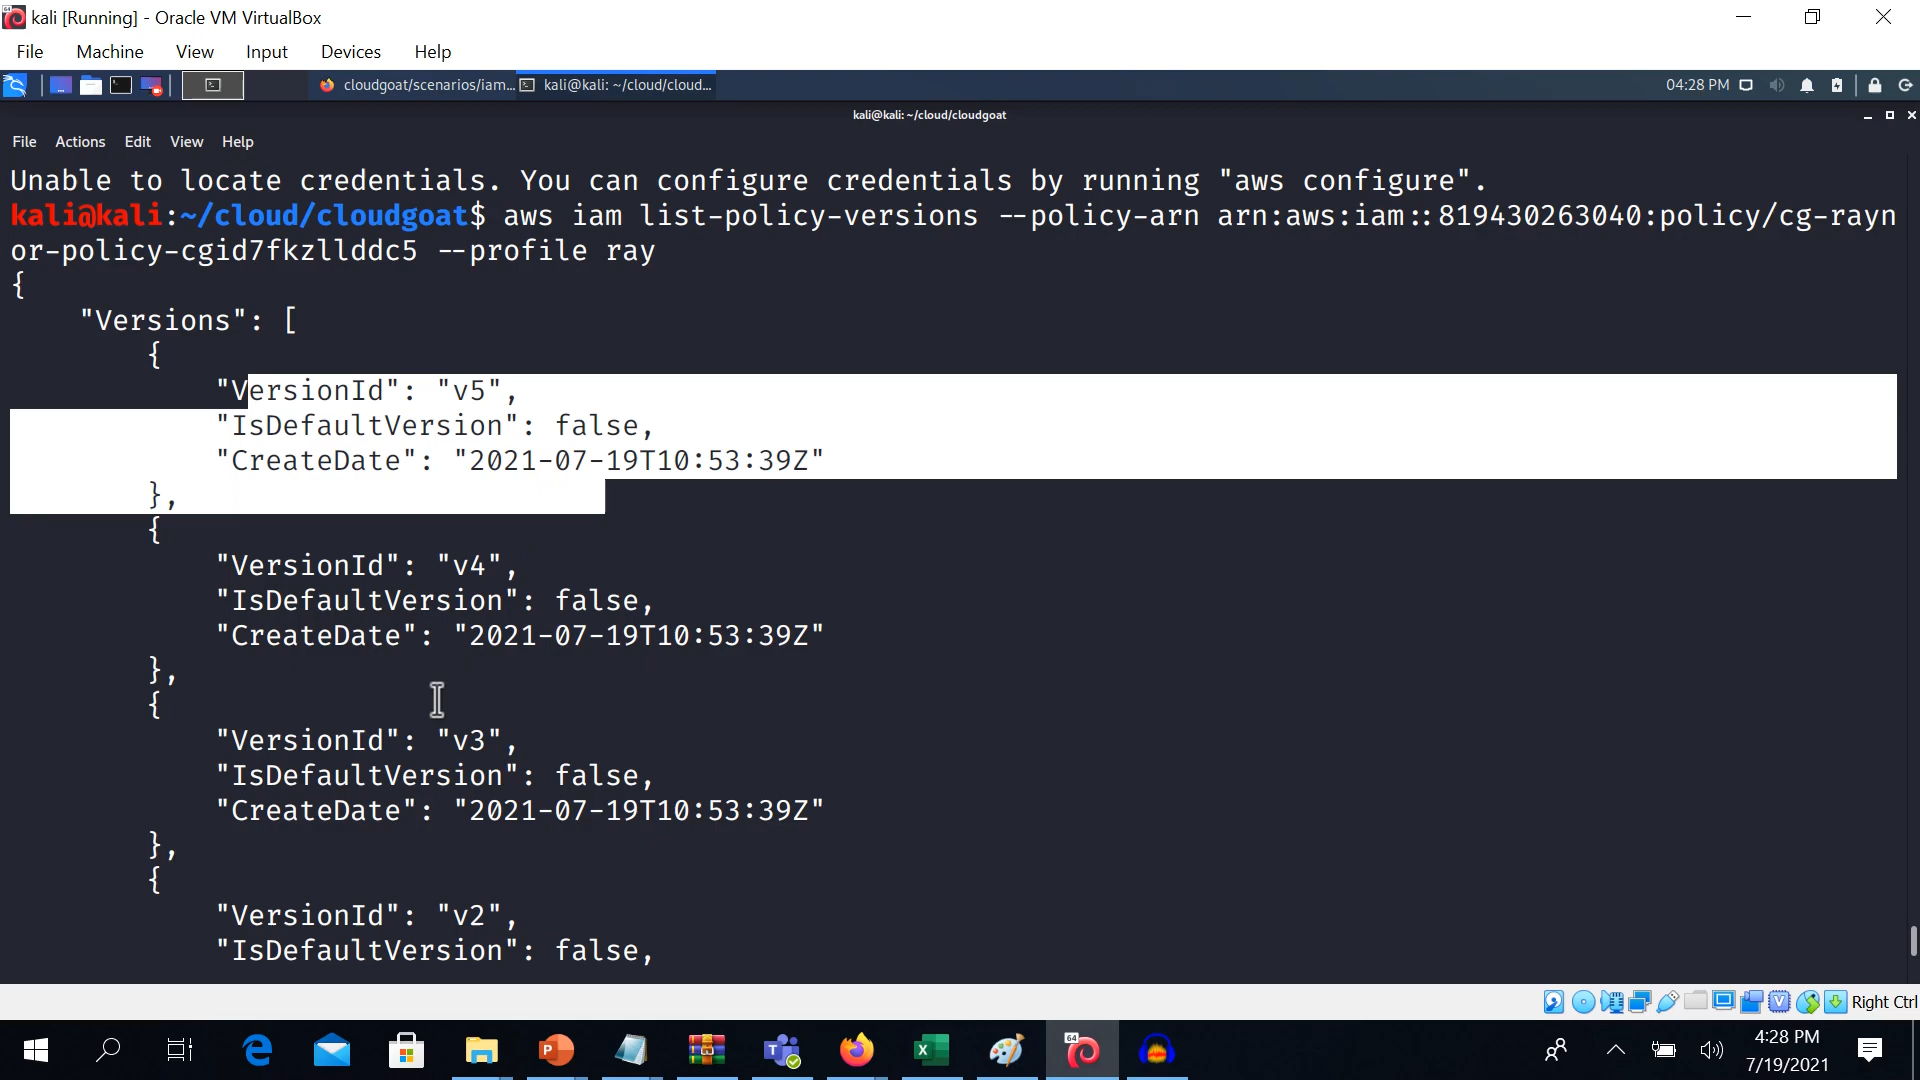 kali [Running] - Oracle VM VirtualBox
File Machine View Input Devices Help
cloudgoat/scenarios/iam... kali@kali: ~/cloud/cloud... 04:28 PM
kali@kali: ~/cloud/cloudgoat
File Actions Edit View Help
Unable to locate credentials. You can configure credentials by running "aws configure".
kali@kali:~/cloud/cloudgoat$ aws iam list-policy-versions --policy-arn arn:aws:iam::819430263040:policy/cg-rayn
or-policy-cgid7fkzllddc5 --profile ray
{
"Versions": [
{
"VersionId": "v5",
"IsDefaultVersion": false,
"CreateDate": "2021-07-19T10:53:39Z"
},
{
"VersionId": "v4",
"IsDefaultVersion": false,
"CreateDate": "2021-07-19T10:53:39Z"
},
{
"VersionId": "v3",
"IsDefaultVersion": false,
"CreateDate": "2021-07-19T10:53:39Z"
},
{
"VersionId": "v2",
"IsDefaultVersion": false,
Right Ctrl
4:28 PM
7/19/2021